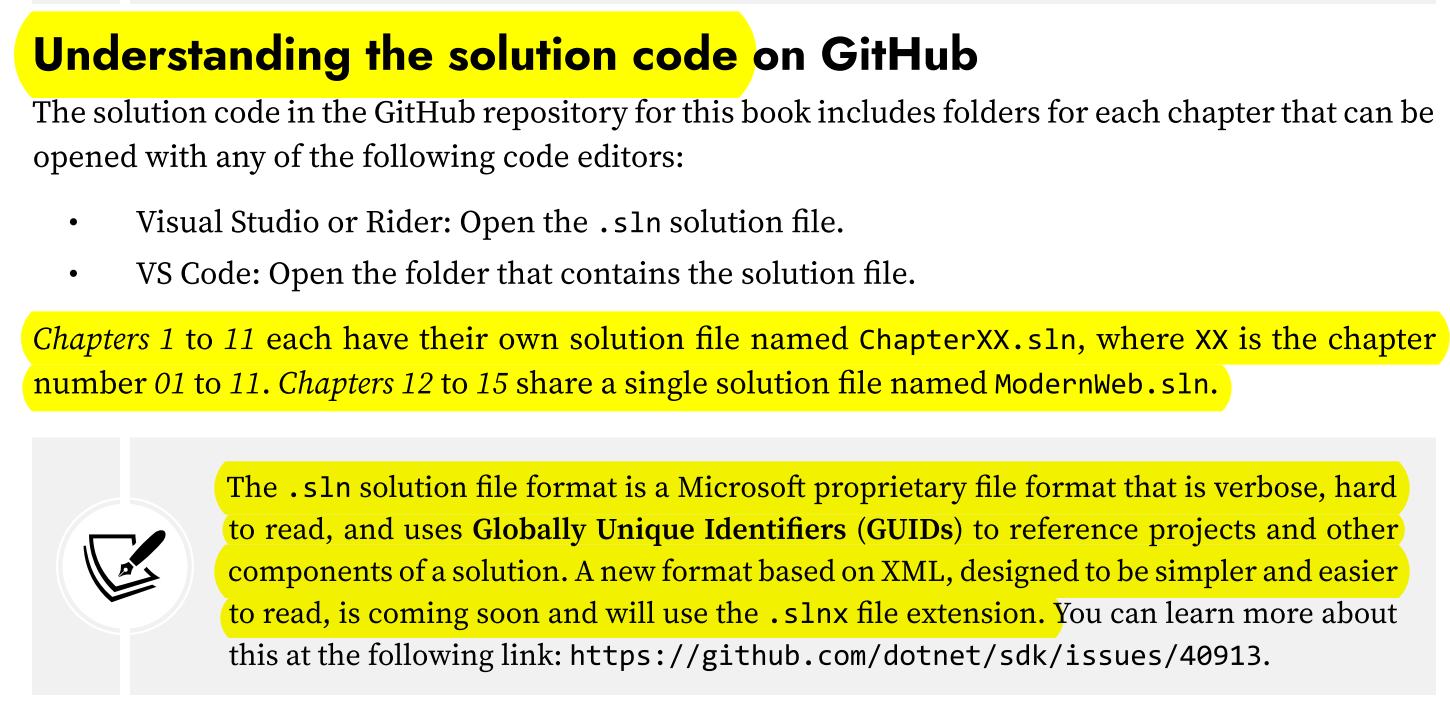 Understanding the solution code on GitHub
The solution code in the GitHub repository for this book includes folders for each chapter that can be
opened with any of the following code editors:
• Visual Studio or Rider: Open the .sln solution file.
• VS Code: Open the folder that contains the solution file.
Chapters 1 to 11 each have their own solution file named ChapterXX.sln, where XX is the chapter
number 01 to 11. Chapters 12 to 15 share a single solution file named ModernWeb.sln.
The .sln solution file format is a Microsoft proprietary file format that is verbose, hard
to read, and uses Globally Unique Identifiers (GUIDs) to reference projects and other
components of a solution. A new format based on XML, designed to be simpler and easier
to read, is coming soon and will use the .slnx file extension. You can learn more about
this at the following link: https://github.com/dotnet/sdk/issues/40913.